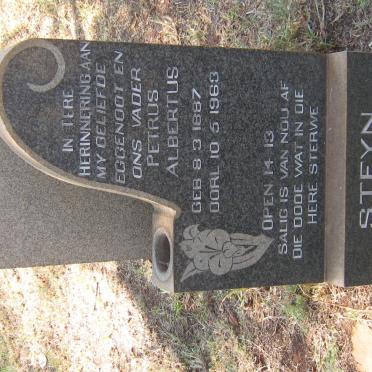 IN TERE
HERINNERING AAN
MY GELIEFDE
EGGENOOT EN
ONS VADER
PETRUS
ALBERTUS
GEB 8·3·1887
OORL 10·5·1963
OPEN 14·13
SALIG IS VAN NOU AF
DIE DODE WAT IN DIE
HERE STERWE
STEYN